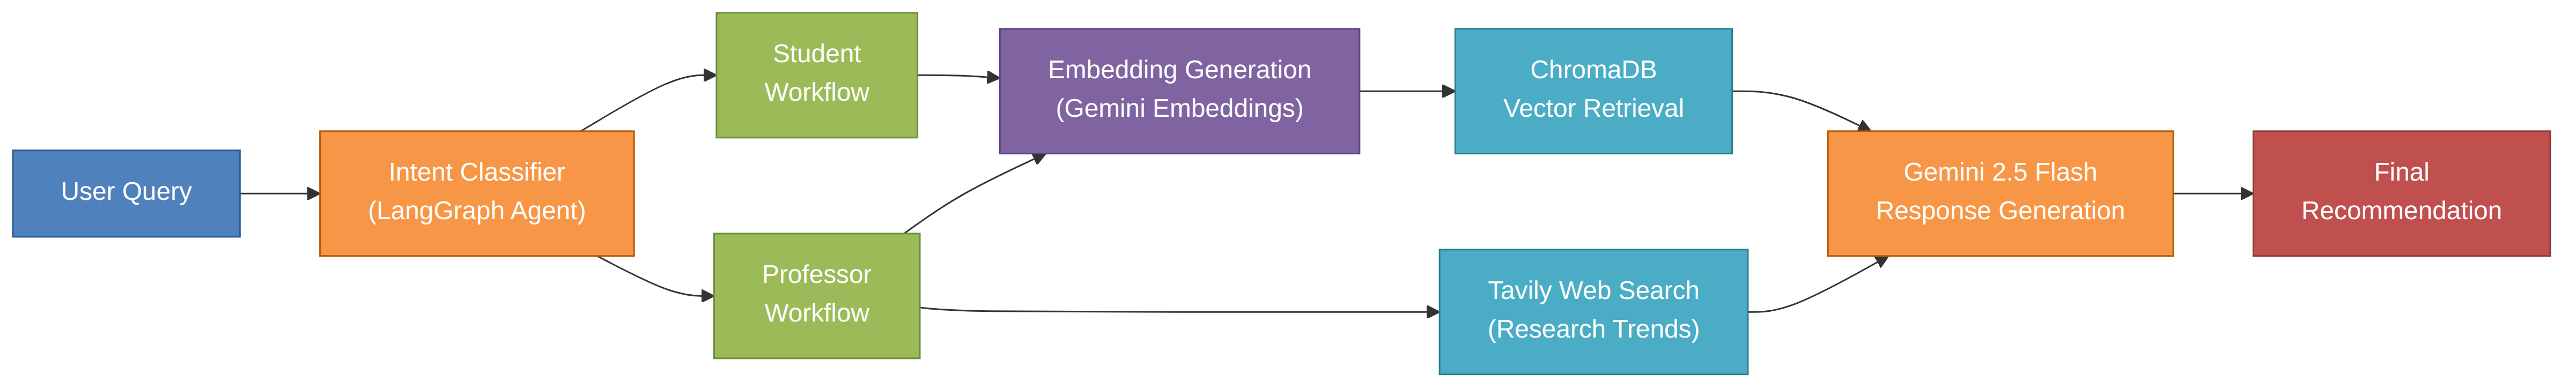 User Query
Intent Classifier
(LangGraph Agent)
Student
Workflow
Professor
Workflow
Embedding Generation
(Gemini Embeddings)
ChromaDB
Vector Retrieval
Tavily Web Search
(Research Trends)
Gemini 2.5 Flash
Response Generation
Final
Recommendation